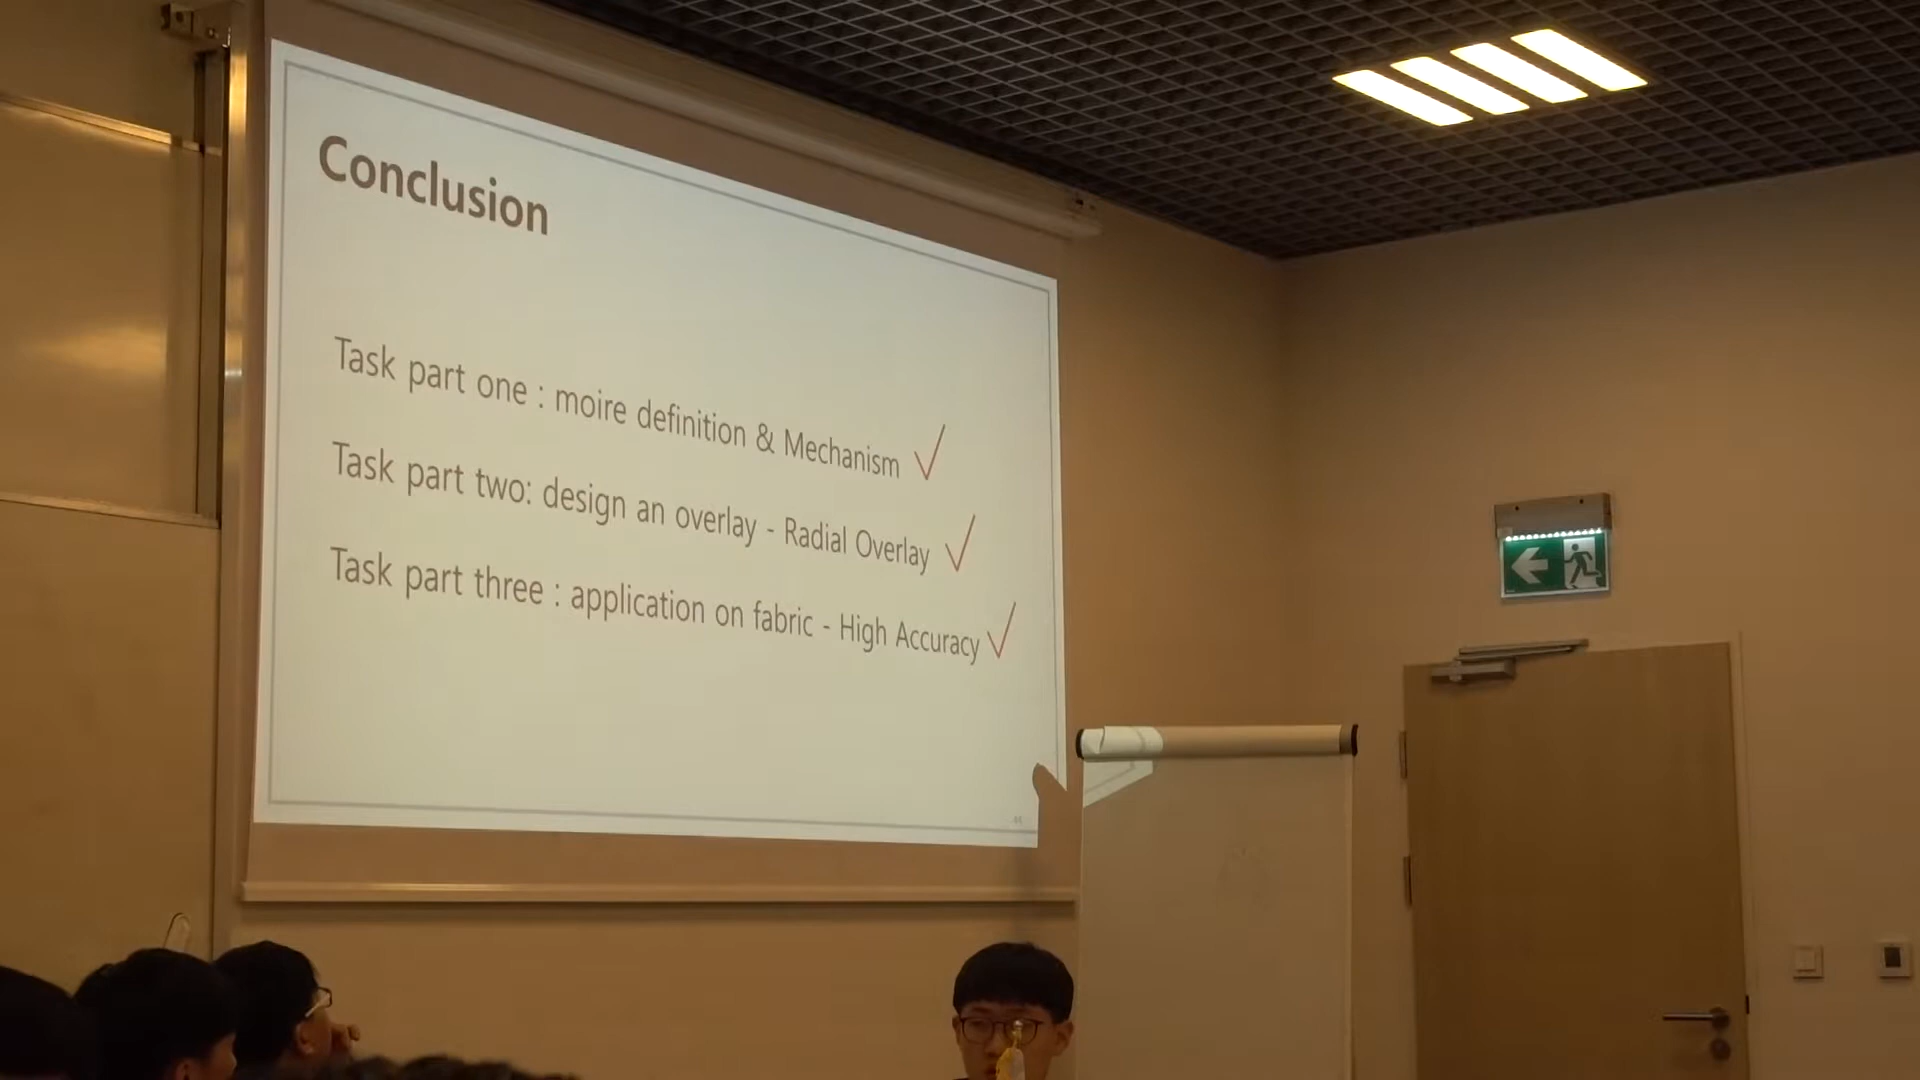 Conclusion
Task part one : moire definition & Mechanism
Task part two: design an overlay - Radial Overlay
Task part three : application on fabric - High Accuracy